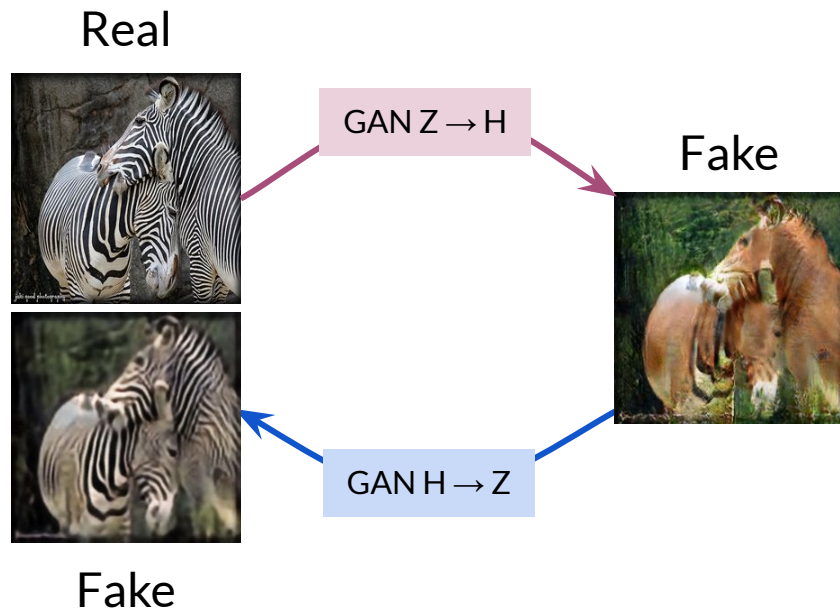 Real
GAN Z → H
Fake
GAN H → Z
Fake